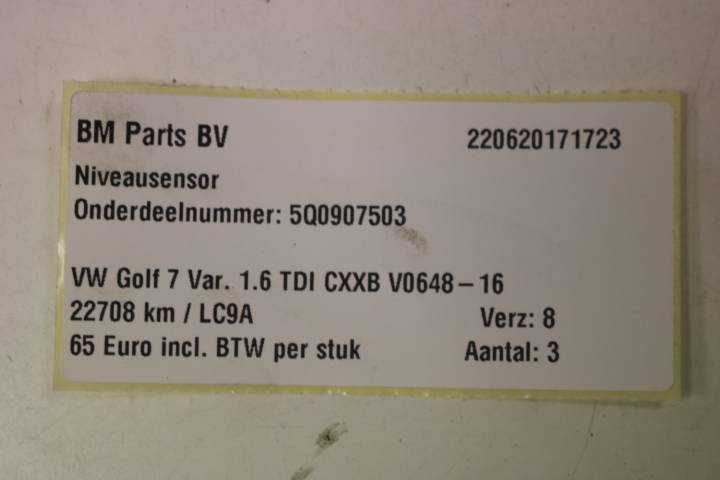 BM Parts BV 220620171723
Niveausensor
Onderdeelnummer: 5Q0907503
VW Golf 7 Var. 1.6 TDI CXXB V0648-16
22708 km / LC9A Verz: 8
65 Euro incl. BTW per stuk Aantal: 3